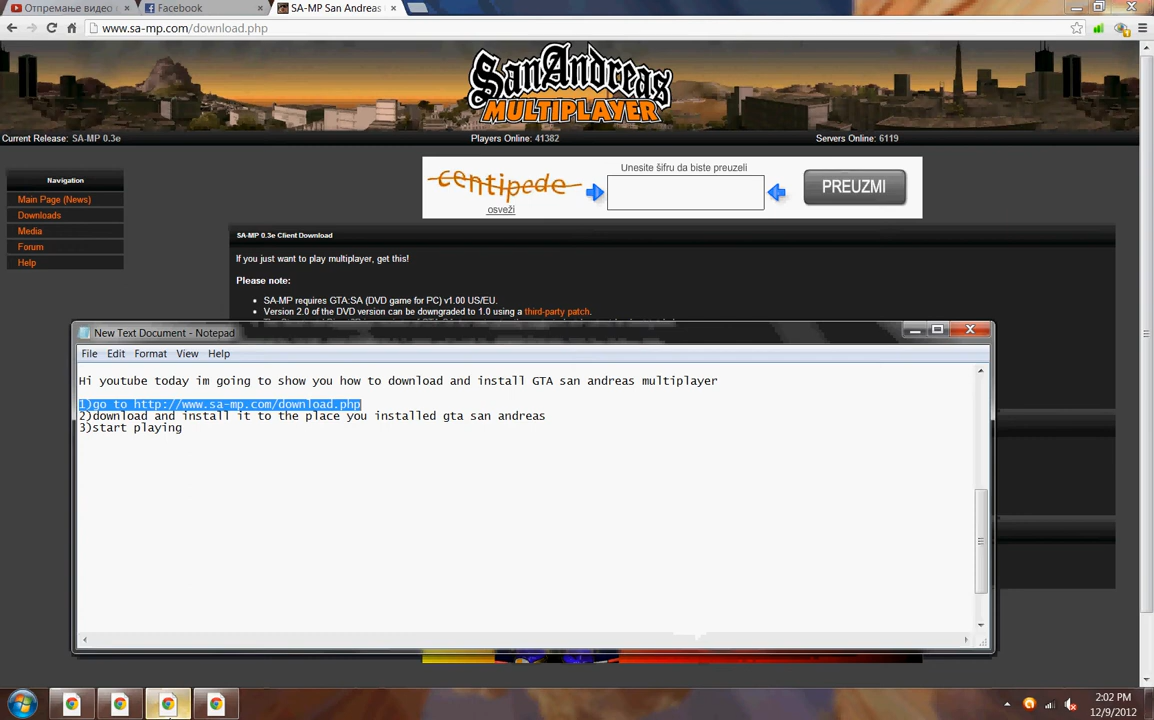 Отпремање видео
Facebook
SA-MP San Andreas
www.sa-mp.com/download.php
SanAndreas
MULTIPLAYER
Current Release: SA-MP 0.3e
Players Online: 41382
Servers Online: 6119
Navigation
Main Page (News)
Downloads
Media
Forum
Help
centipede
osveži
Unesite šifru da biste preuzeli
PREUZMI
SA-MP 0.3e Client Download
If you just want to play multiplayer, get this!
Please note:
SA-MP requires GTA:SA (DVD game for PC) v1.00 US/EU.
Version 2.0 of the DVD version can be downgraded to 1.0 using a third-party patch.
New Text Document - Notepad
File Edit Format View Help
Hi youtube today im going to show you how to download and install GTA san andreas multiplayer
1)go to http://www.sa-mp.com/download.php
2)download and install it to the place you installed gta san andreas
3)start playing
2:02 PM
12/9/2012